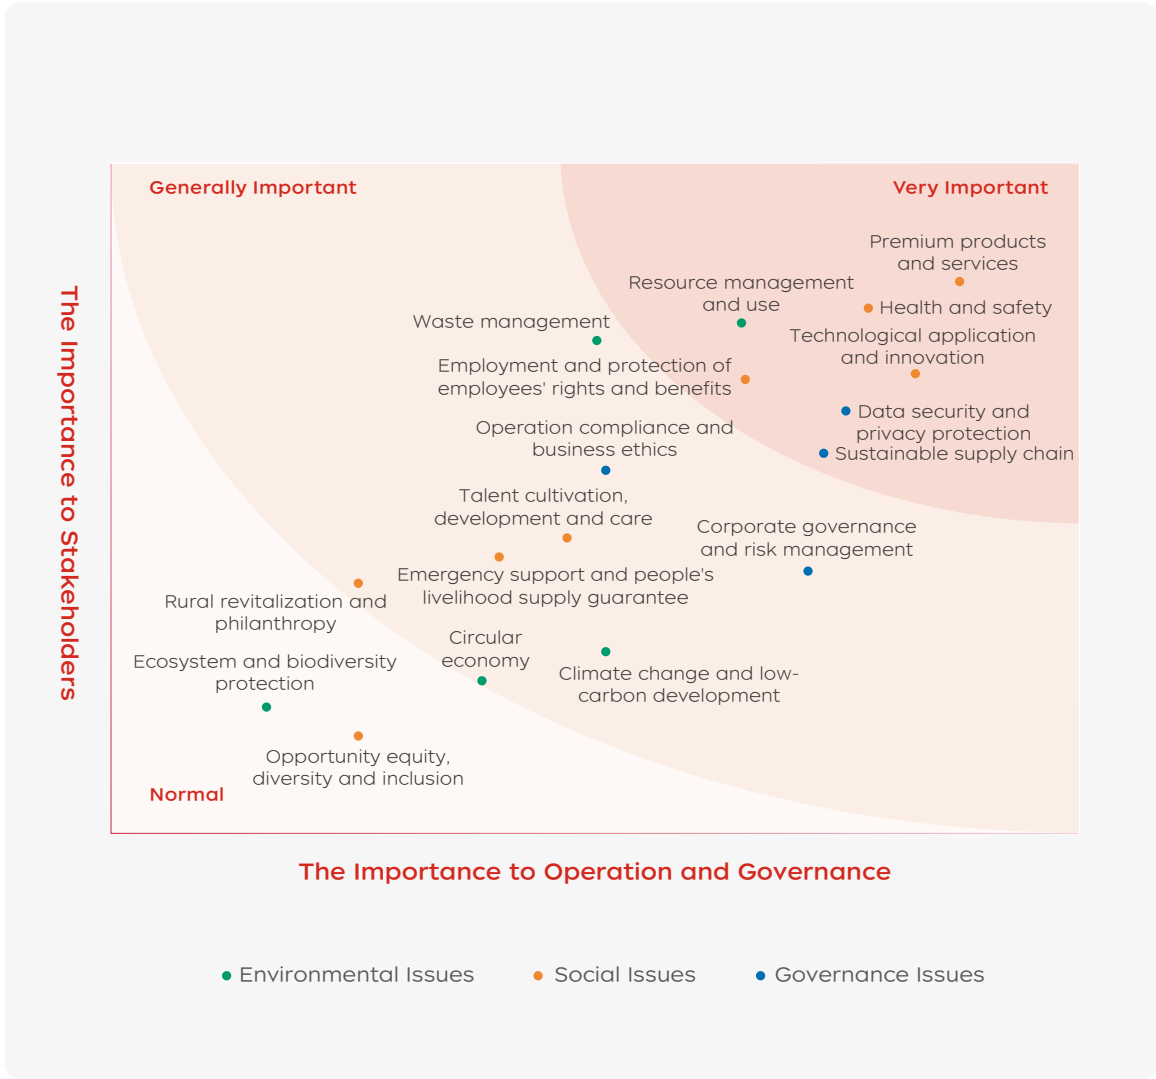 Generally Important
Very Important
Premium products
and services
Resource management
and use
Health and safety
Waste management
Technological application
and innovation
Employment and protection of
employees' rights and benefits
Data security and
privacy protection
Operation compliance and
business ethics
Sustainable supply chain
Talent cultivation,
development and care
Corporate governance
and risk management
Emergency support and people's
livelihood supply guarantee
Rural revitalization and
philanthropy
Circular
economy
Ecosystem and biodiversity
protection
Climate change and low-
carbon development
Opportunity equity,
diversity and inclusion
Normal
The Importance to Stakeholders
The Importance to Operation and Governance
Environmental Issues
Social Issues
Governance Issues